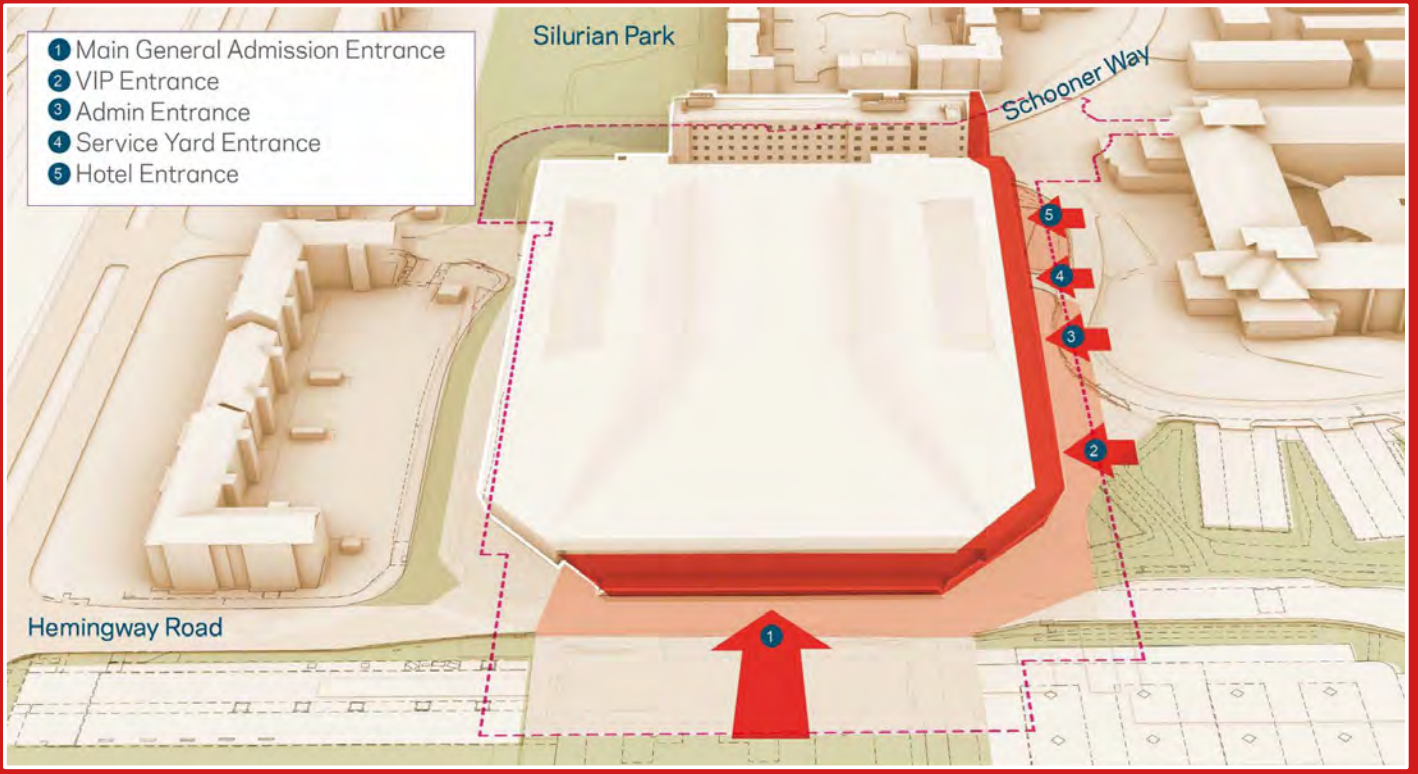 1 Main General Admission Entrance
2 VIP Entrance
3 Admin Entrance
4 Service Yard Entrance
5 Hotel Entrance
Silurian Park
Schooner Way
5
4
3
2
Hemingway Road
1